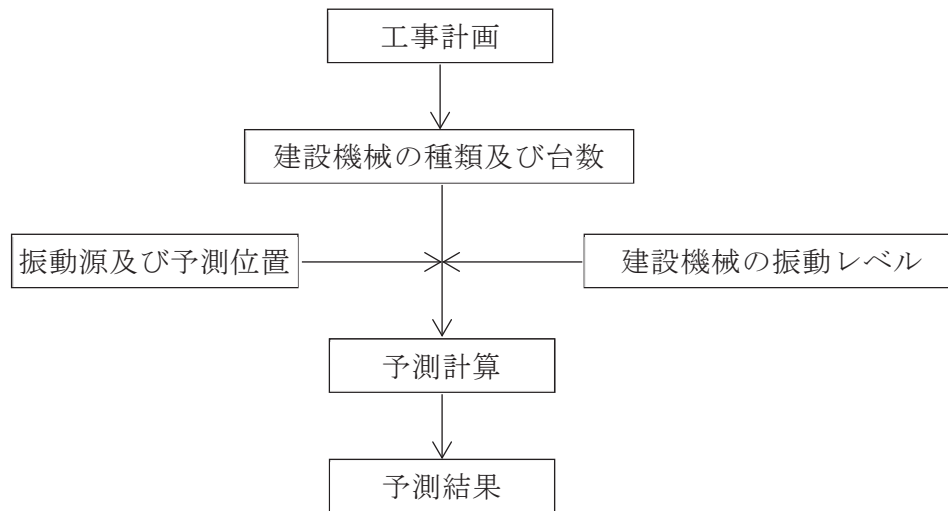 工事計画
建設機械の種類及び台数
振動源及び予測位置
建設機械の振動レベル
予測計算
予測結果